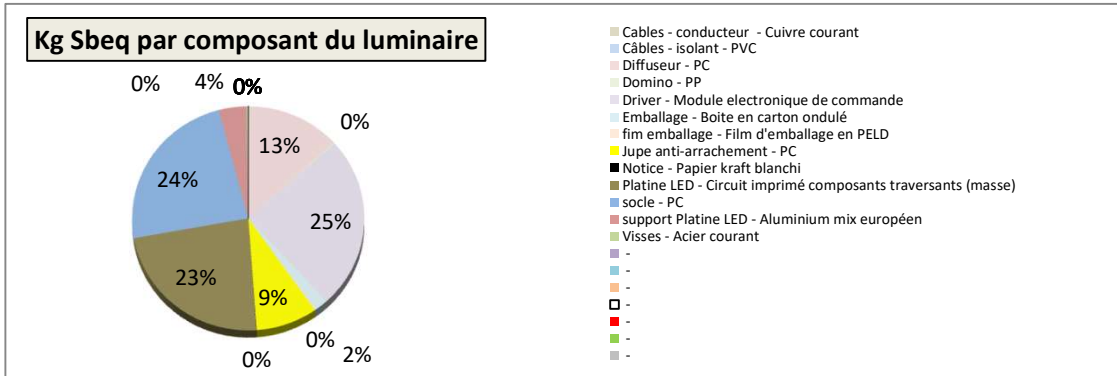 Kg Sbeq par composant du luminaire
0% 4% 0%
13% 0%
24%
25%
23%
9%
0%
0% 2%
Cables - conducteur - Cuivre courant
Câbles - isolant - PVC
Diffuseur - PC
Domino - PP
Driver - Module electronique de commande
Emballage - Boite en carton ondulé
fim emballage - Film d'emballage en PELD
Jupe anti-arrachement - PC
Notice - Papier kraft blanchi
Platine LED - Circuit imprimé composants traversants (masse)
socle - PC
support Platine LED - Aluminium mix européen
Visses - Acier courant
-
-
-
-
-
-
-